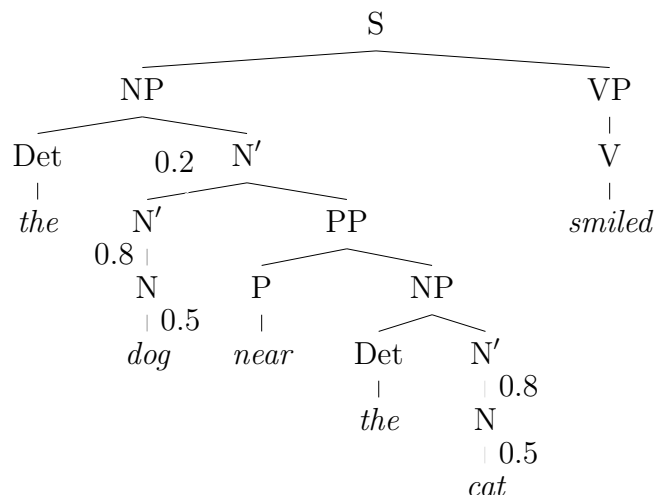 S
NP VP
Det 0.2 N′ V
the N′ PP smiled
0.8
N P NP
0.5
dog near Det N′
0.8
the N
0.5
cat